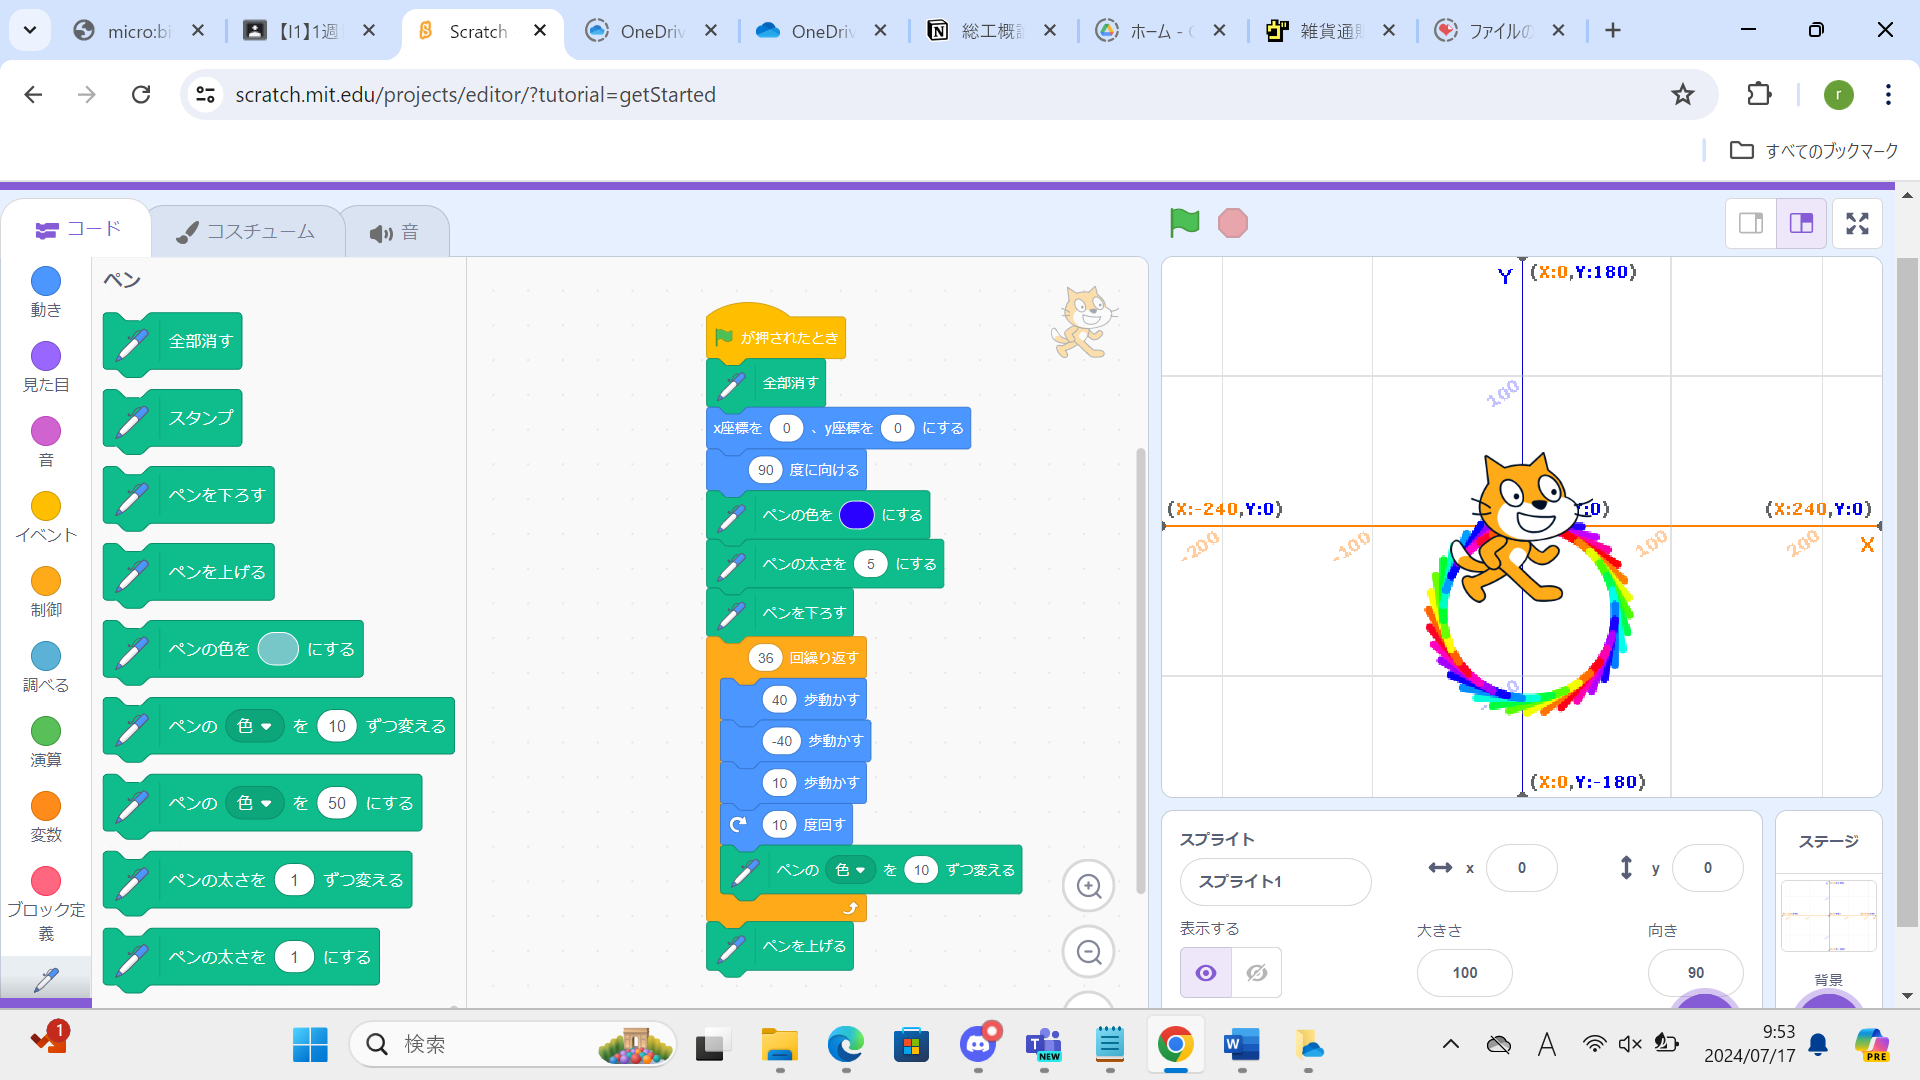 micro:bi
【I1】1週
Scratch
OneDriv
OneDriv
総工概
ホーム - G
雑貨通
ファイルの
scratch.mit.edu/projects/editor/?tutorial=getStarted
r
すべてのブックマーク
コード
コスチューム
音
動き
見た目
音
イベント
制御
調べる
演算
変数
ブロック定
義
ペン
全部消す
スタンプ
ペンを下ろす
ペンを上げる
ペンの色を にする
ペンの 色 を 10 ずつ変える
ペンの 色 を 50 にする
ペンの太さを 1 ずつ変える
ペンの太さを 1 にする
が押されたとき
全部消す
x座標を 0 、y座標を 0 にする
90 度に向ける
ペンの色を にする
ペンの太さを 5 にする
ペンを下ろす
36 回繰り返す
40 歩動かす
-40 歩動かす
10 歩動かす
10 度回す
ペンの 色 を 10 ずつ変える
ペンを上げる
Y (X:0,Y:180)
100
(X:-240,Y:0)
:0)
(X:240,Y:0)
-200
-100
100
200
X
(X:0,Y:-180)
スプライト
スプライト1
x 0
y 0
表示する
大きさ
100
向き
90
ステージ
背景
1
検索
NEW
A
9:53
2024/07/17
PRE